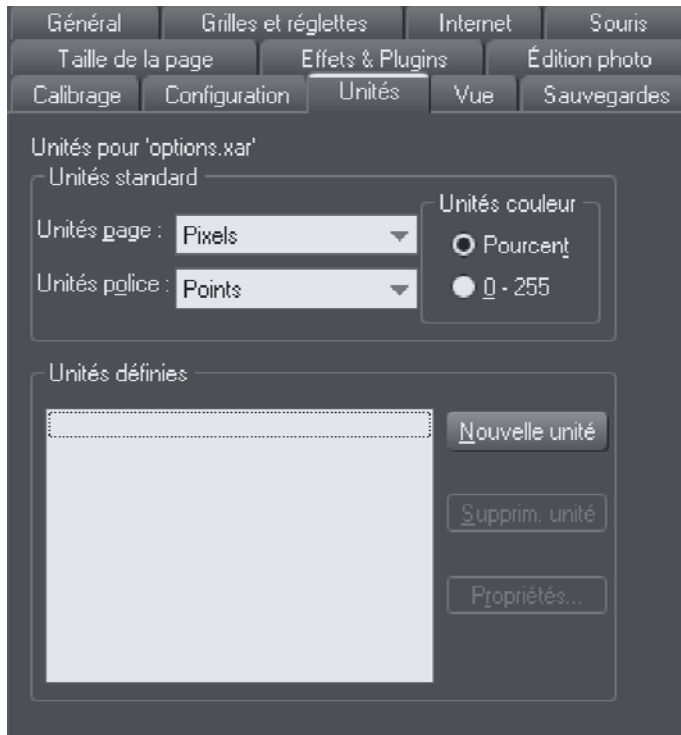 Général Grilles et réglettes Internet Souris
Taille de la page Effets & Plugins Édition photo
Calibrage Configuration Unités Vue Sauvegardes
Unités pour 'options.xar'
Unités standard
Unités page : Pixels
Unités police : Points
Unités couleur
Pourcent
0 - 255
Unités définies
Nouvelle unité
Supprim. unité
Propriétés...